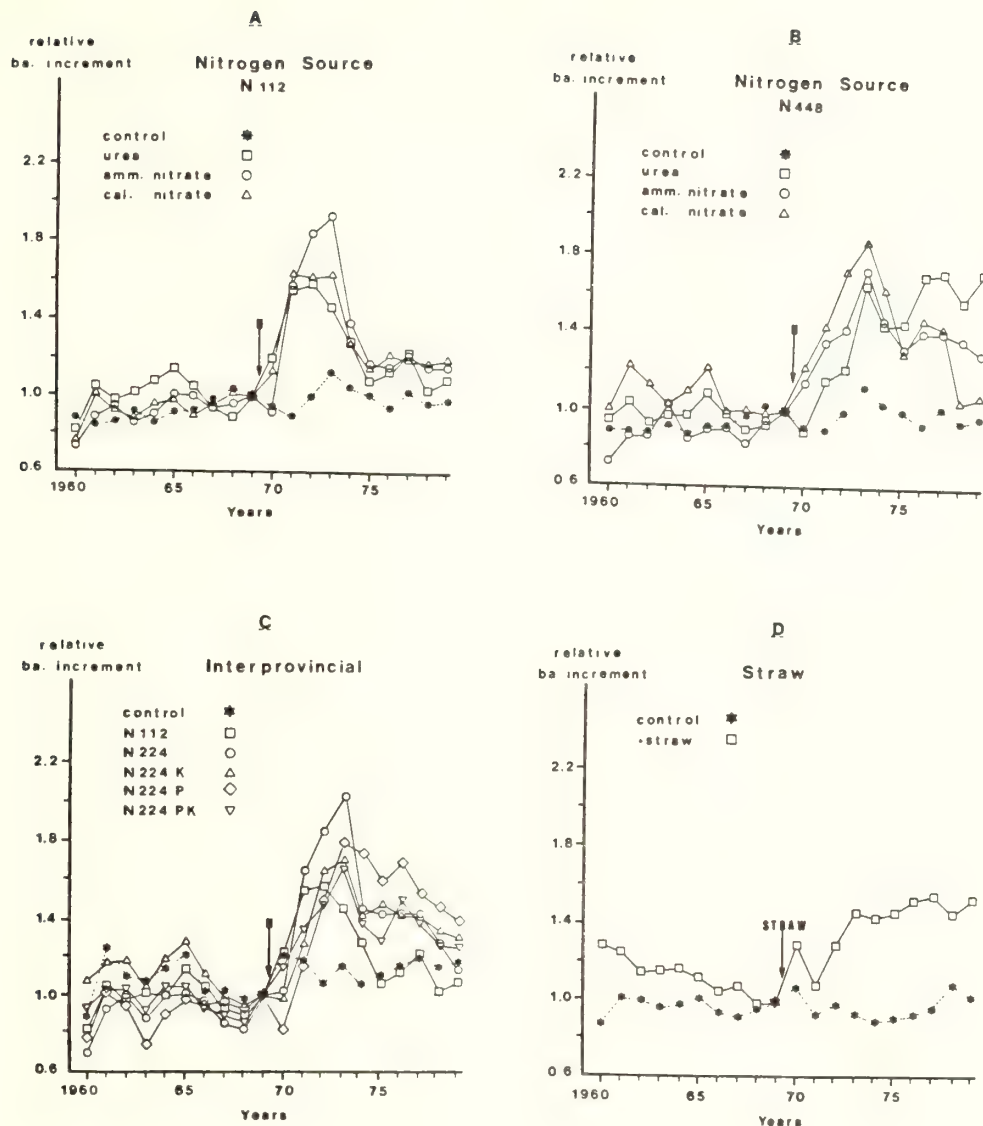 A
relative
ba. increment
Nitrogen Source
N 112
control
urea
amm. nitrate
cal. nitrate
2.2
1.8
1.4
1.0
0.6
1960 65 70 75
Years
B
relative
ba. increment
Nitrogen Source
N448
control
urea
amm. nitrate
cal. nitrate
2.2
1.8
1.4
1.0
0 6
1960 65 70 75
Years
C
relative
ba. increment
Interprovincial
control
N 112
N 224
N 224 K
N 224 P
N 224 PK
2.2
1.8
1.4
1.0
0.6
1960 65 70 75
Years
D
relative
ba increment
Straw
control
+straw
2.2
1.8
1.4
STRAW
1.0
0 6
1960 65 70 75
Years